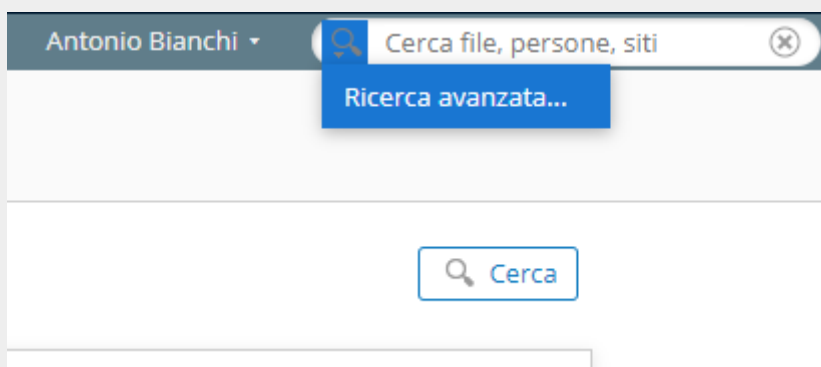 Antonio Bianchi
Cerca file, persone, siti
Ricerca avanzata...
Cerca